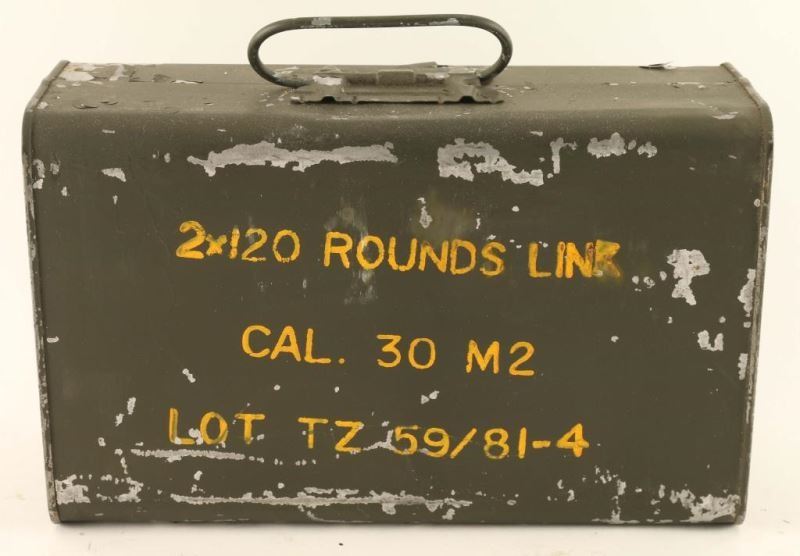 2x120 ROUNDS LINK
CAL. 30 M2
LOT TZ 59/81-4